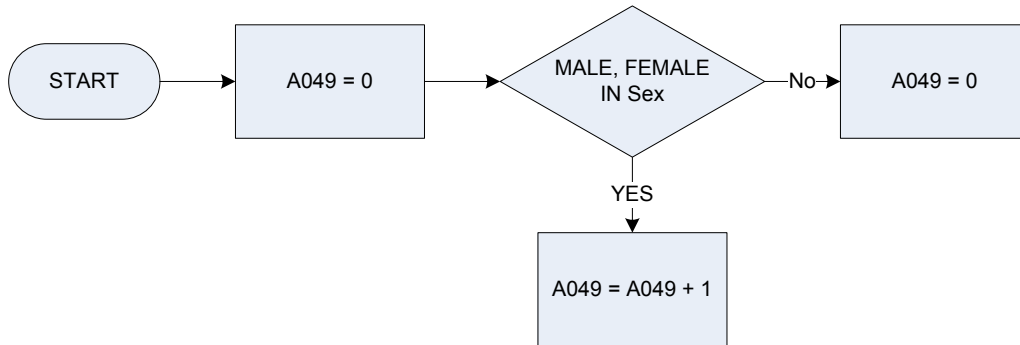 START
A049 = 0
MALE, FEMALE
IN Sex
No
A049 = 0
YES
A049 = A049 + 1